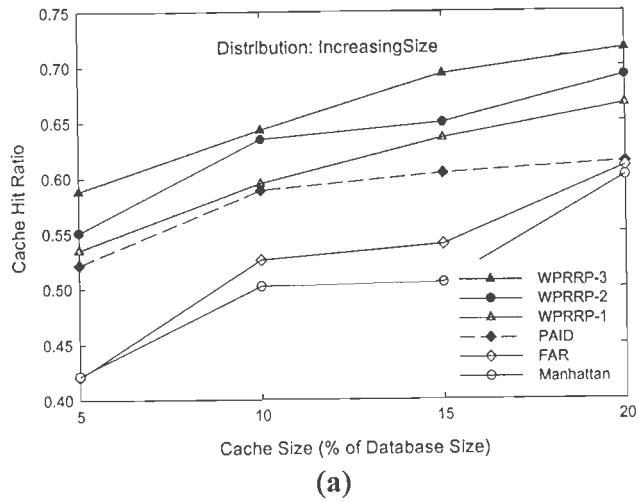 0.75
Distribution: IncreasingSize
0.70
0.65
0.60
0.55
0.50
0.45
0.40
Cache Hit Ratio
WPRRP-3
WPRRP-2
WPRRP-1
PAID
FAR
Manhattan
5
10
15
20
Cache Size (% of Database Size)
(a)